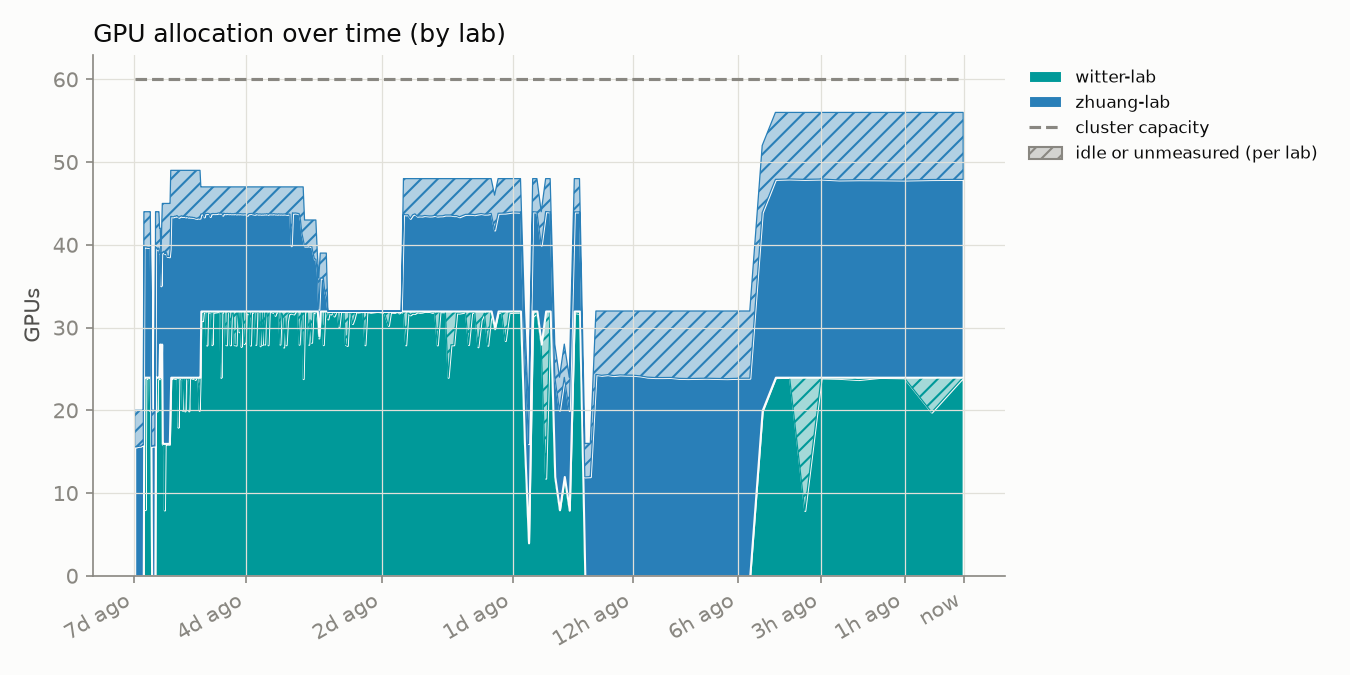 GPU allocation over time (by lab)
60
50
40
30
20
10
0
GPUs
7d ago
4d ago
2d ago
1d ago
12h ago
6h ago
3h ago
1h ago
now
witter-lab
zhuang-lab
cluster capacity
idle or unmeasured (per lab)